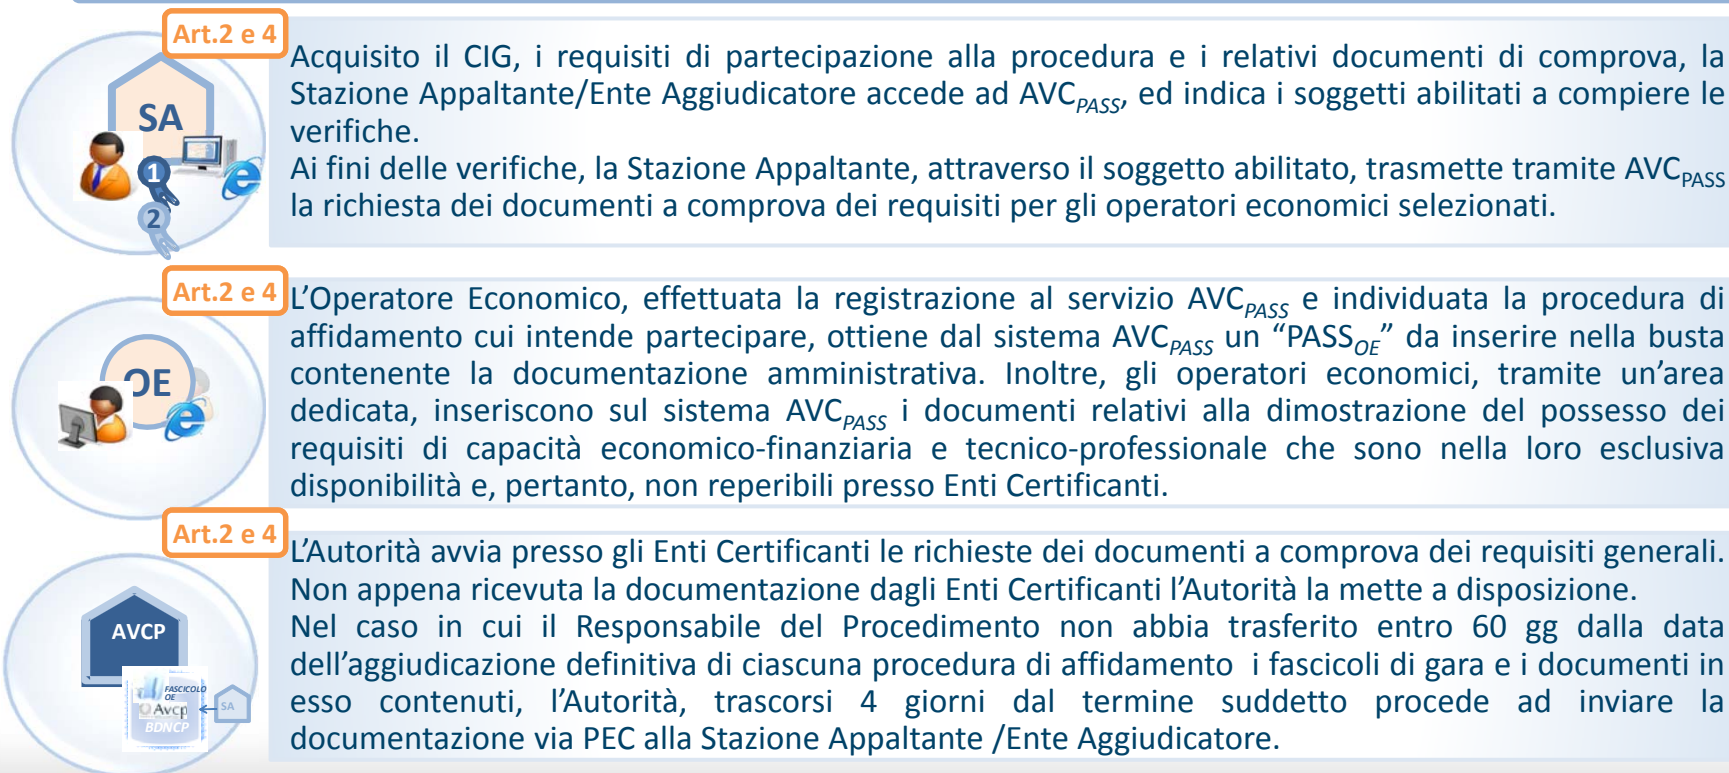 Art.2 e 4
SA
1
2
Acquisito il CIG, i requisiti di partecipazione alla procedura e i relativi documenti di comprova, la
Stazione Appaltante/Ente Aggiudicatore accede ad AVCPASS, ed indica i soggetti abilitati a compiere le
verifiche.
Ai fini delle verifiche, la Stazione Appaltante, attraverso il soggetto abilitato, trasmette tramite AVCPASS
la richiesta dei documenti a comprova dei requisiti per gli operatori economici selezionati.
Art.2 e 4
OE
L’Operatore Economico, effettuata la registrazione al servizio AVCPASS e individuata la procedura di
affidamento cui intende partecipare, ottiene dal sistema AVCPASS un “PASSOE” da inserire nella busta
contenente la documentazione amministrativa. Inoltre, gli operatori economici, tramite un’area
dedicata, inseriscono sul sistema AVCPASS i documenti relativi alla dimostrazione del possesso dei
requisiti di capacità economico-finanziaria e tecnico-professionale che sono nella loro esclusiva
disponibilità e, pertanto, non reperibili presso Enti Certificanti.
Art.2 e 4
AVCP
FASCICOLO
OE
Avcp
BDNCP
SA
L’Autorità avvia presso gli Enti Certificanti le richieste dei documenti a comprova dei requisiti generali.
Non appena ricevuta la documentazione dagli Enti Certificanti l’Autorità la mette a disposizione.
Nel caso in cui il Responsabile del Procedimento non abbia trasferito entro 60 gg dalla data
dell’aggiudicazione definitiva di ciascuna procedura di affidamento i fascicoli di gara e i documenti in
esso contenuti, l’Autorità, trascorsi 4 giorni dal termine suddetto procede ad inviare la
documentazione via PEC alla Stazione Appaltante /Ente Aggiudicatore.